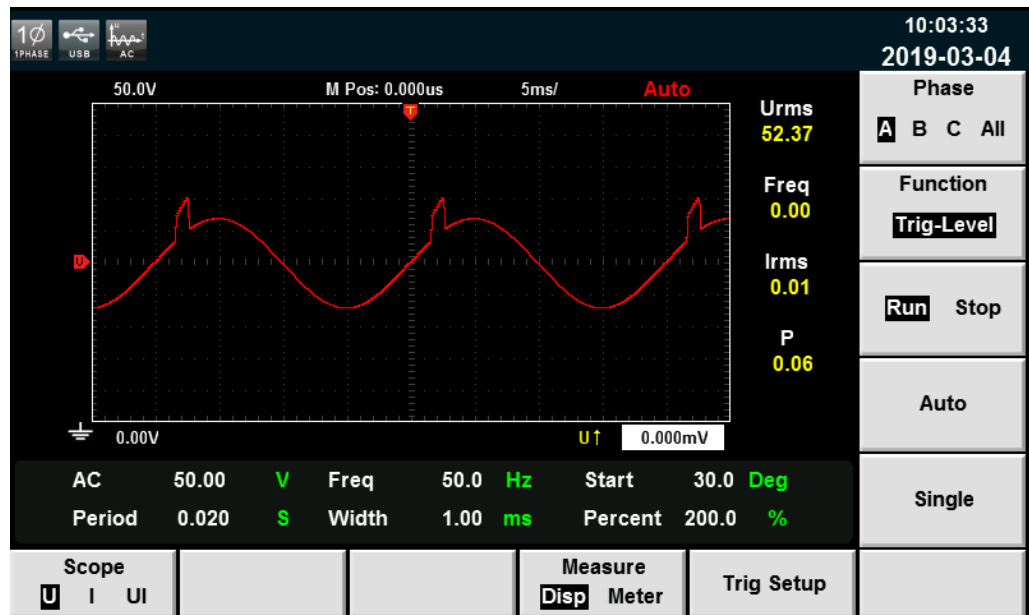 1Ø 10:03:33
1PHASE USB U t AC 2019-03-04
50.0V M Pos: 0.000us 5ms/ Auto
T
Urms
52.37
Freq
0.00
U
Irms
0.01
P
0.06
0.00V U↑ 0.000mV
AC 50.00 V Freq 50.0 Hz Start 30.0 Deg
Period 0.020 S Width 1.00 ms Percent 200.0 %
Phase
A B C All
Function
Trig-Level
Run Stop
Auto
Single
Scope
U I UI
Measure
Disp Meter
Trig Setup